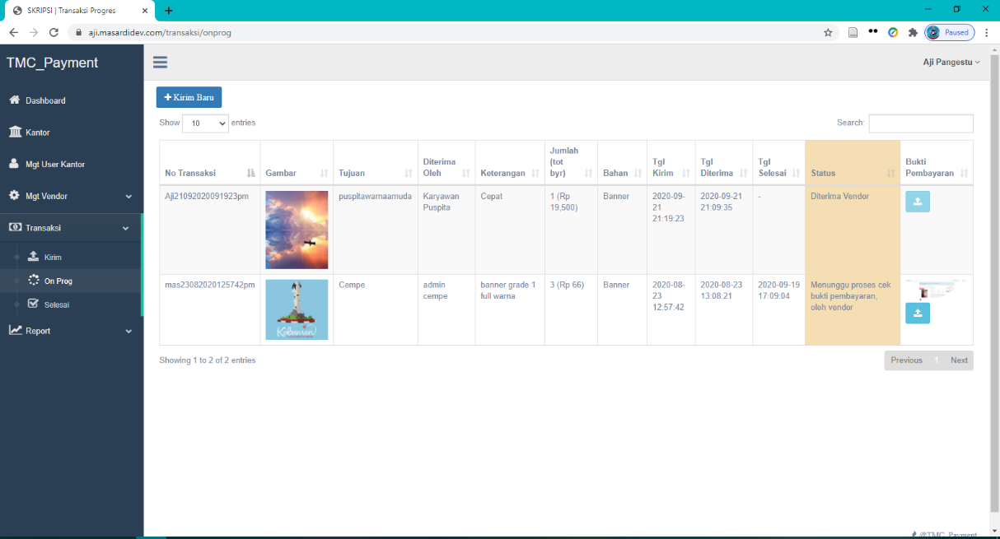 SKRIPSI | Transaksi Progres
aji.masardidev.com/transaksi/onprog
Paused
TMC_Payment
Aji Pangestu
Dashboard
Kantor
Mgt User Kantor
Mgt Vendor
Transaksi
Kirim
On Prog
Selesai
Report
Kirim Baru
Show 10 entries
Search:
No Transaksi
Gambar
Tujuan
Diterima
Oleh
Keterangan
Jumlah
(tot
byr)
Bahan
Tgl
Kirim
Tgl
Diterima
Tgl
Selesai
Status
Bukti
Pembayaran
Aji21092020091923pm
puspitawarnaamuda
Karyawan
Puspita
Cepat
1 (Rp
19,500)
Banner
2020-09-
21
21:19:23
2020-09-21
21:09:35
-
Diterima Vendor
mas23082020125742pm
Kebumen
Cempe
admin
cempe
banner grade 1
full warna
3 (Rp 66)
Banner
2020-08-
23
12:57:42
2020-08-23
13:08:21
2020-09-19
17:09:04
Menunggu proses cek
bukti pembayaran,
oleh vendor
Showing 1 to 2 of 2 entries
Previous
1
Next
@TMC_Payment